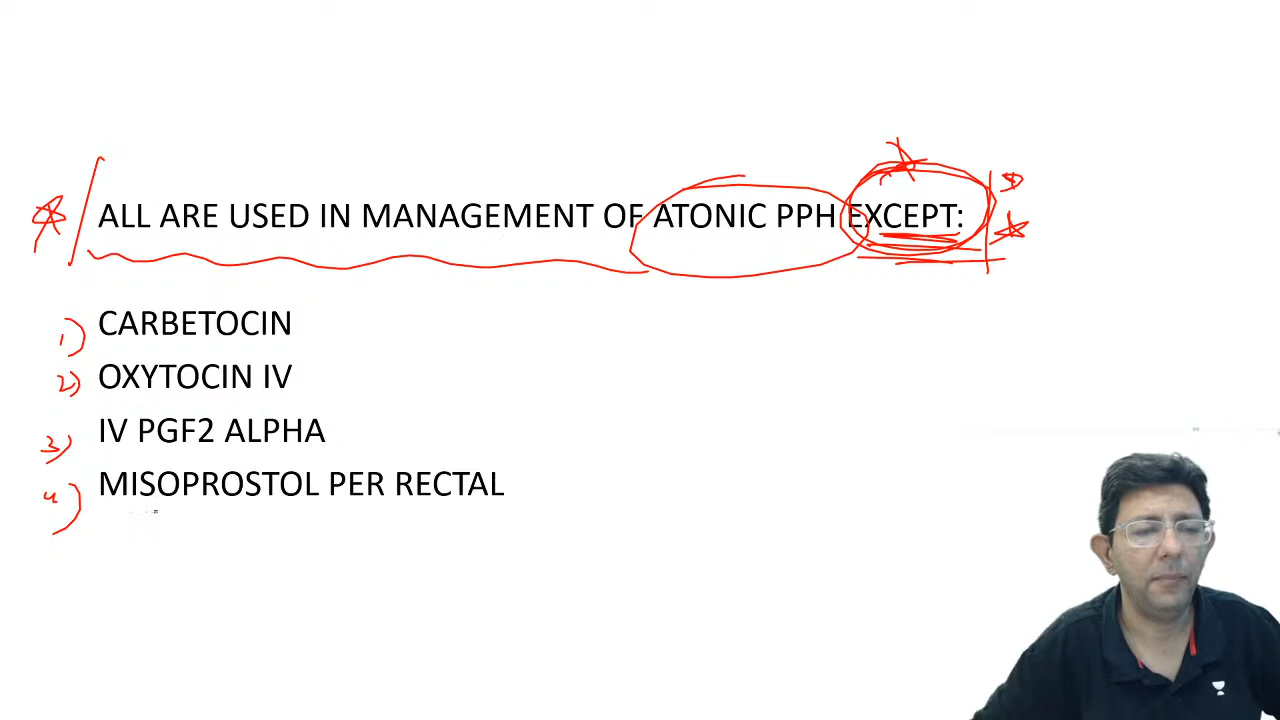 ALL ARE USED IN MANAGEMENT OF ATONIC PPH EXCEPT:
1) CARBETOCIN
2) OXYTOCIN IV
3) IV PGF2 ALPHA
4) MISOPROSTOL PER RECTAL